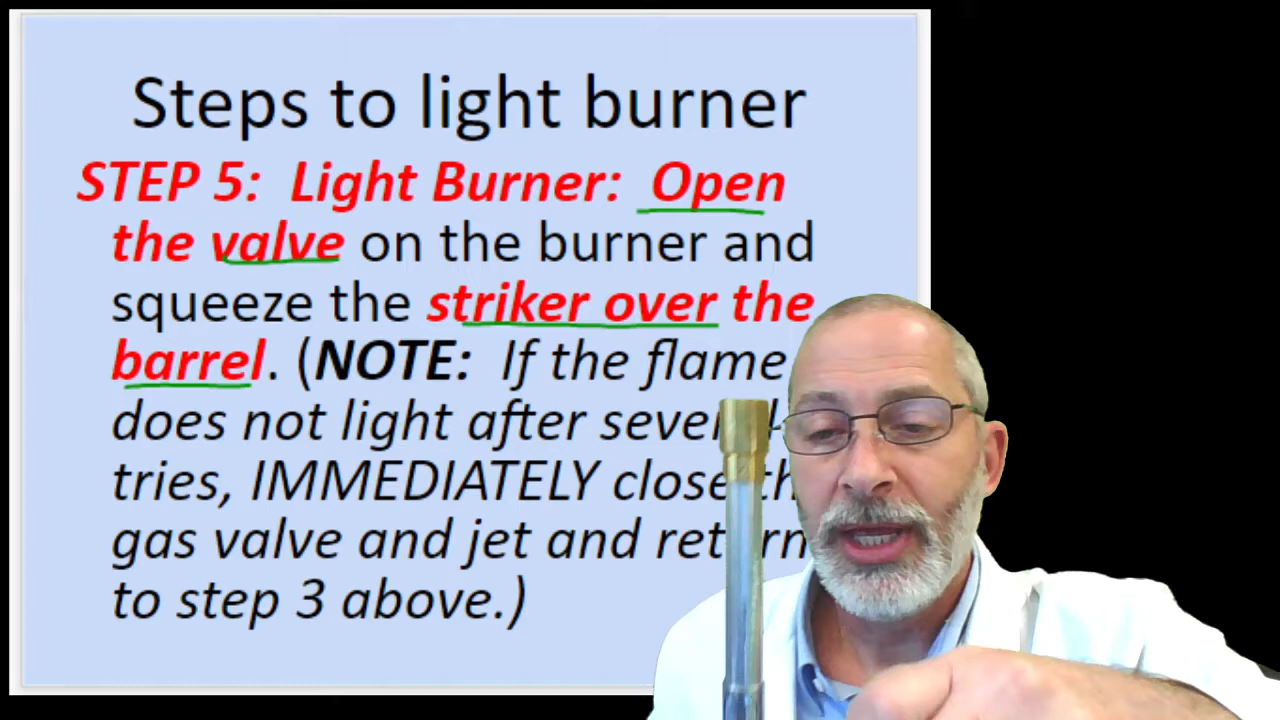 Steps to light burner
STEP 5: Light Burner: Open
the valve on the burner and
squeeze the striker over the
barrel. (NOTE: If the flame
does not light after
tries, IMMEDIATELY close
gas valve and jet and
to step 3 above.)